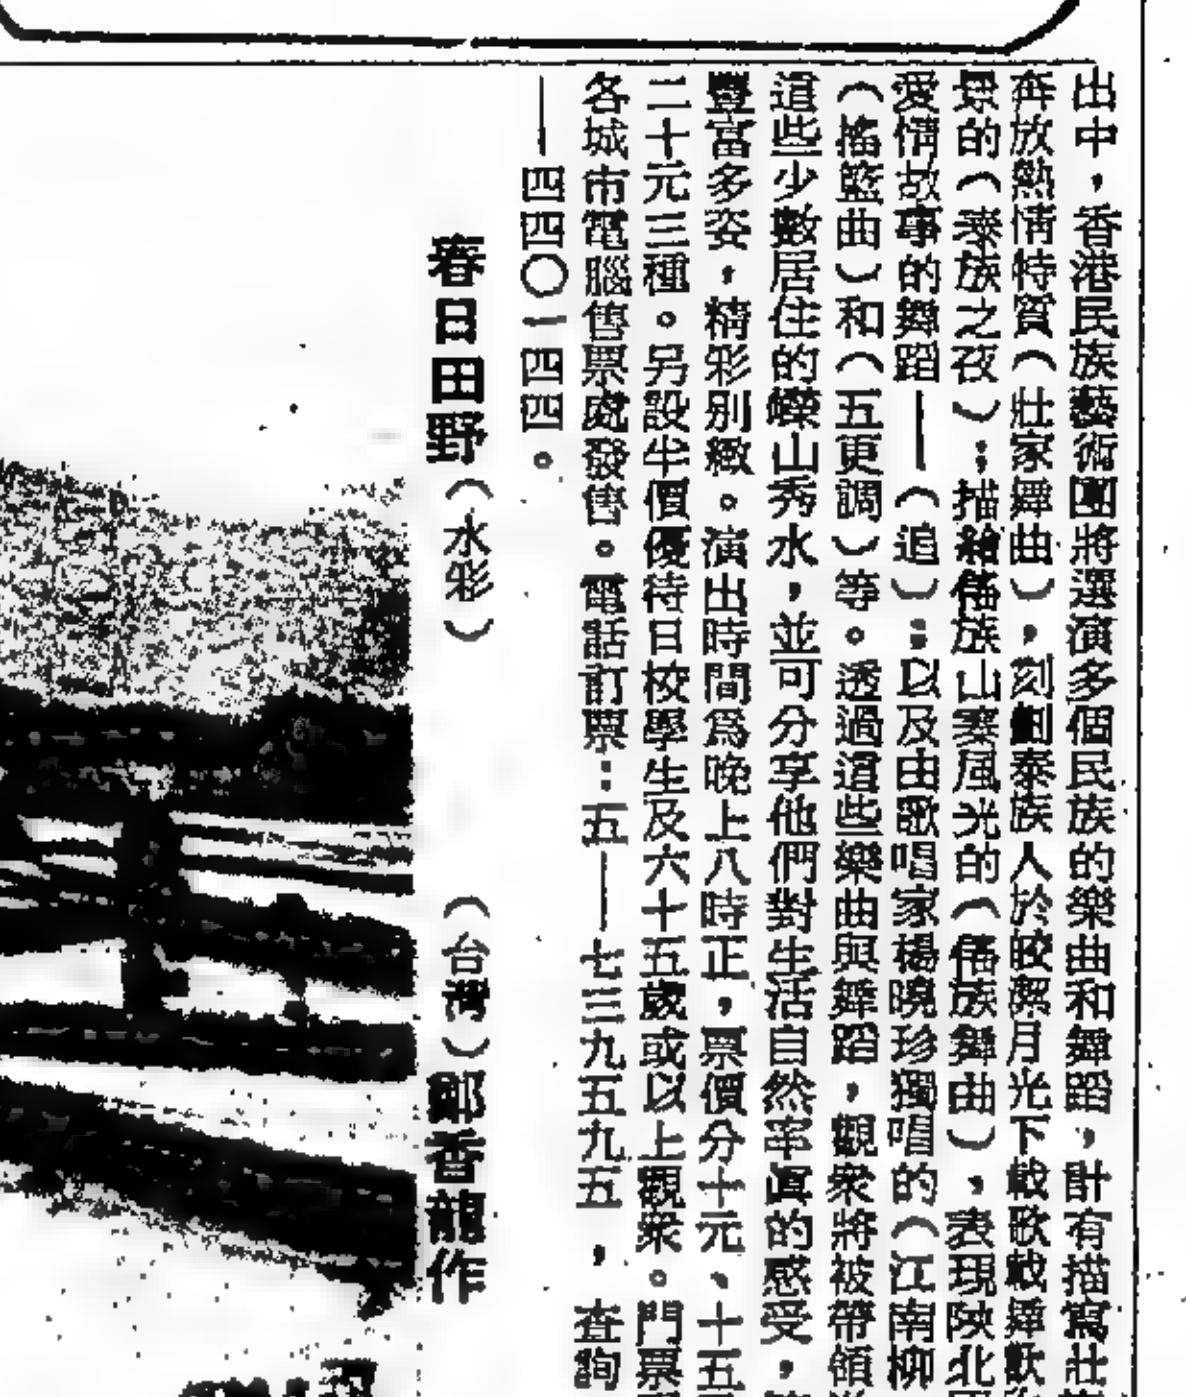 出中，香港民族藝術團將選演多個民族的樂曲和舞蹈，計有描寫壯
奔放熱情特質（壯家舞曲），刻劃泰族人於皎潔月光下載歌載舞歡
景的（泰族之夜）；描繪傜族山寨風光的（傜族舞曲），表現陝北
愛情故事的舞蹈——（追）；以及由歌唱家楊曉珍獨唱的（江南柳
（搖籃曲）和（五更調）等。透過這些樂曲與舞蹈，觀衆將被帶領
這些少數居住的嶸山秀水，並可分享他們對生活自然率眞的感受，
豐富多姿，精彩別緻。演出時間爲晚上八時正，票價分十元、十五
二十元三種。另設半價優待日校學生及六十五歲或以上觀衆。門票
各城市電腦售票處發售。電話訂票：五——七三九五九五，查詢
——四四〇一四四。
春日田野（水彩）　（台灣）鄭香龍作